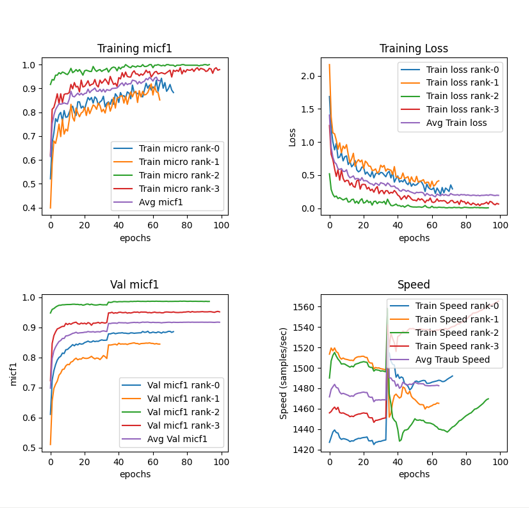 Training micf1
1.0
0.9
0.8
0.7
0.6
0.5
0.4
Train micro rank-0
Train micro rank-1
Train micro rank-2
Train micro rank-3
Avg micf1
0 20 40 60 80 100
epochs
Training Loss
Loss
2.0
1.5
1.0
0.5
0.0
Train loss rank-0
Train loss rank-1
Train loss rank-2
Train loss rank-3
Avg Train loss
0 20 40 60 80 100
epochs
Val micf1
micf1
1.0
0.9
0.8
0.7
0.6
0.5
Val micf1 rank-0
Val micf1 rank-1
Val micf1 rank-2
Val micf1 rank-3
Avg Val micf1
0 20 40 60 80 100
epochs
Speed
Speed (samples/sec)
1560
1540
1520
1500
1480
1460
1440
1420
Train Speed rank-0
Train Speed rank-1
Train Speed rank-2
Train Speed rank-3
Avg Traub Speed
0 20 40 60 80 100
epochs